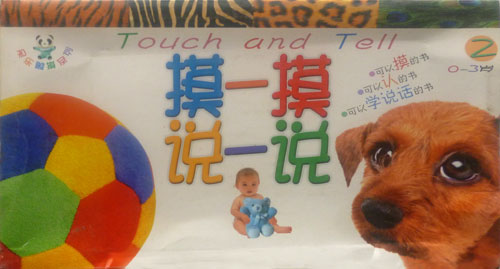 Touch and Tell
2
0-3岁
摸一摸
说一说
•可以摸的书
•可以认的书
•可以学说话的书